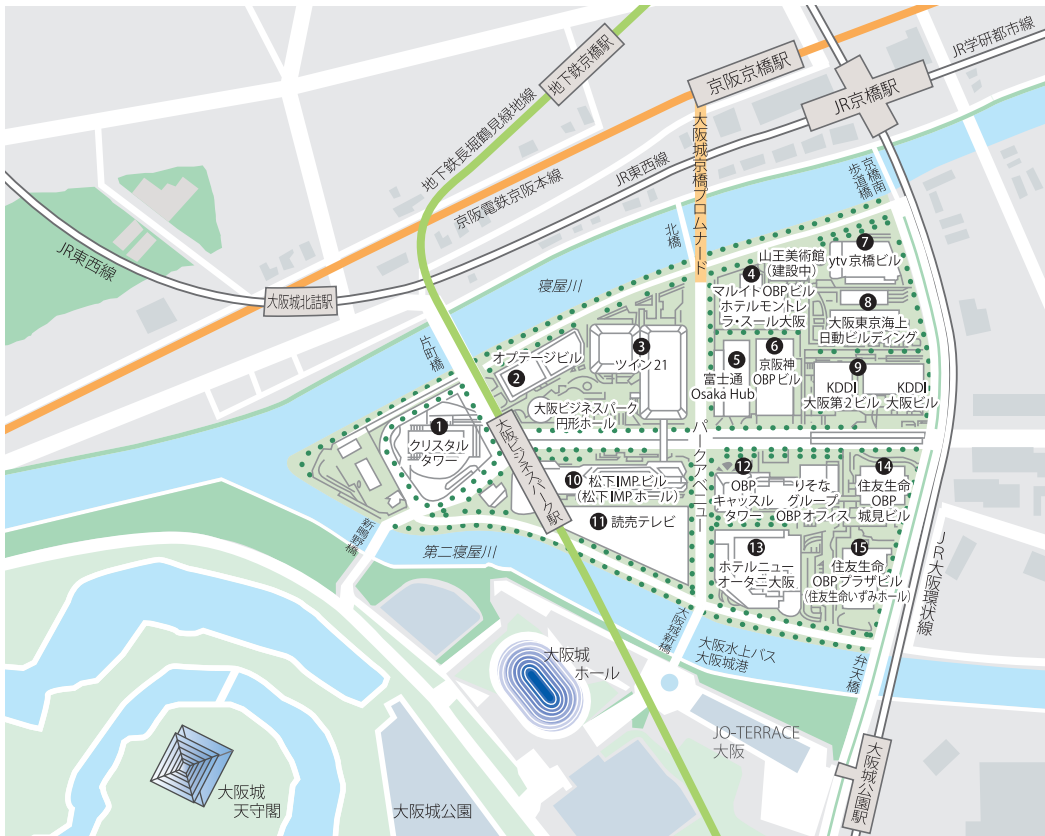 地下鉄京橋駅
京阪京橋駅
JR京橋駅
JR学研都市線
地下鉄長堀鶴見緑地線
京阪電鉄京阪本線
JR東西線
大阪城京橋プロムナード
京橋南
歩道橋
JR東西線
大阪城北詰駅
寝屋川
北橋
片町橋
山王美術館
(建設中)
7
ytv 京橋ビル
4
マルイトOBPビル
ホテルモントレ
ラ・スール大阪
8
大阪東京海上
日動ビルディング
3
ツイン21
オプテージビル
2
5
富士通
Osaka Hub
6
京阪神
OBPビル
9
KDDI
大阪第2ビル
KDDI
大阪ビル
大阪ビジネスパーク
円形ホール
1
クリスタル
タワー
大阪ビジネスパーク駅
パークアベニュー
10
松下IMPビル
(松下IMPホール)
11 読売テレビ
12
OBP
キャッスル
タワー
りそな
グループ
OBPオフィス
14
住友生命
OBP
城見ビル
13
ホテルニュー
オータニ大阪
15
住友生命
OBPプラザビル
(住友生命いずみホール)
JR大阪環状線
新鴫野橋
第二寝屋川
大阪城新橋
大阪水上バス
大阪城港
弁天橋
大阪城
ホール
JO-TERRACE
大阪
大阪城公園駅
大阪城
天守閣
大阪城公園